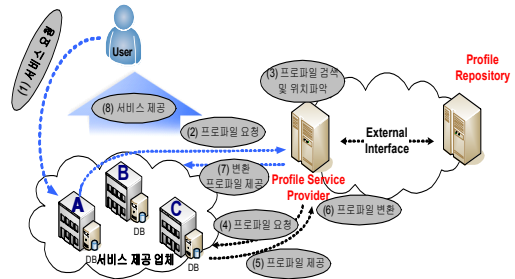 User
(1) 서비스 요청
(8) 서비스 제공
(2) 프로파일 요청
(3) 프로파일 검색
및 위치파악
Profile
Repository
External
Interface
(7) 변환
프로파일 제공
Profile Service
Provider
(6) 프로파일 변환
(4) 프로파일 요청
(5) 프로파일 제공
A
B
C
DB
DB
DB
서비스 제공 업체